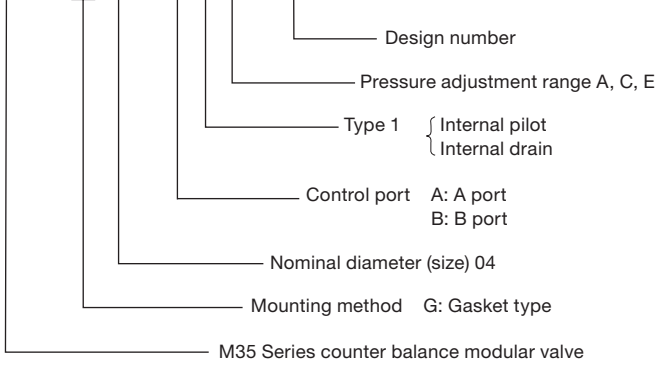 Design number
Pressure adjustment range A, C, E
Type 1 Internal pilot
Internal drain
Control port A: A port
B: B port
Nominal diameter (size) 04
Mounting method G: Gasket type
M35 Series counter balance modular valve